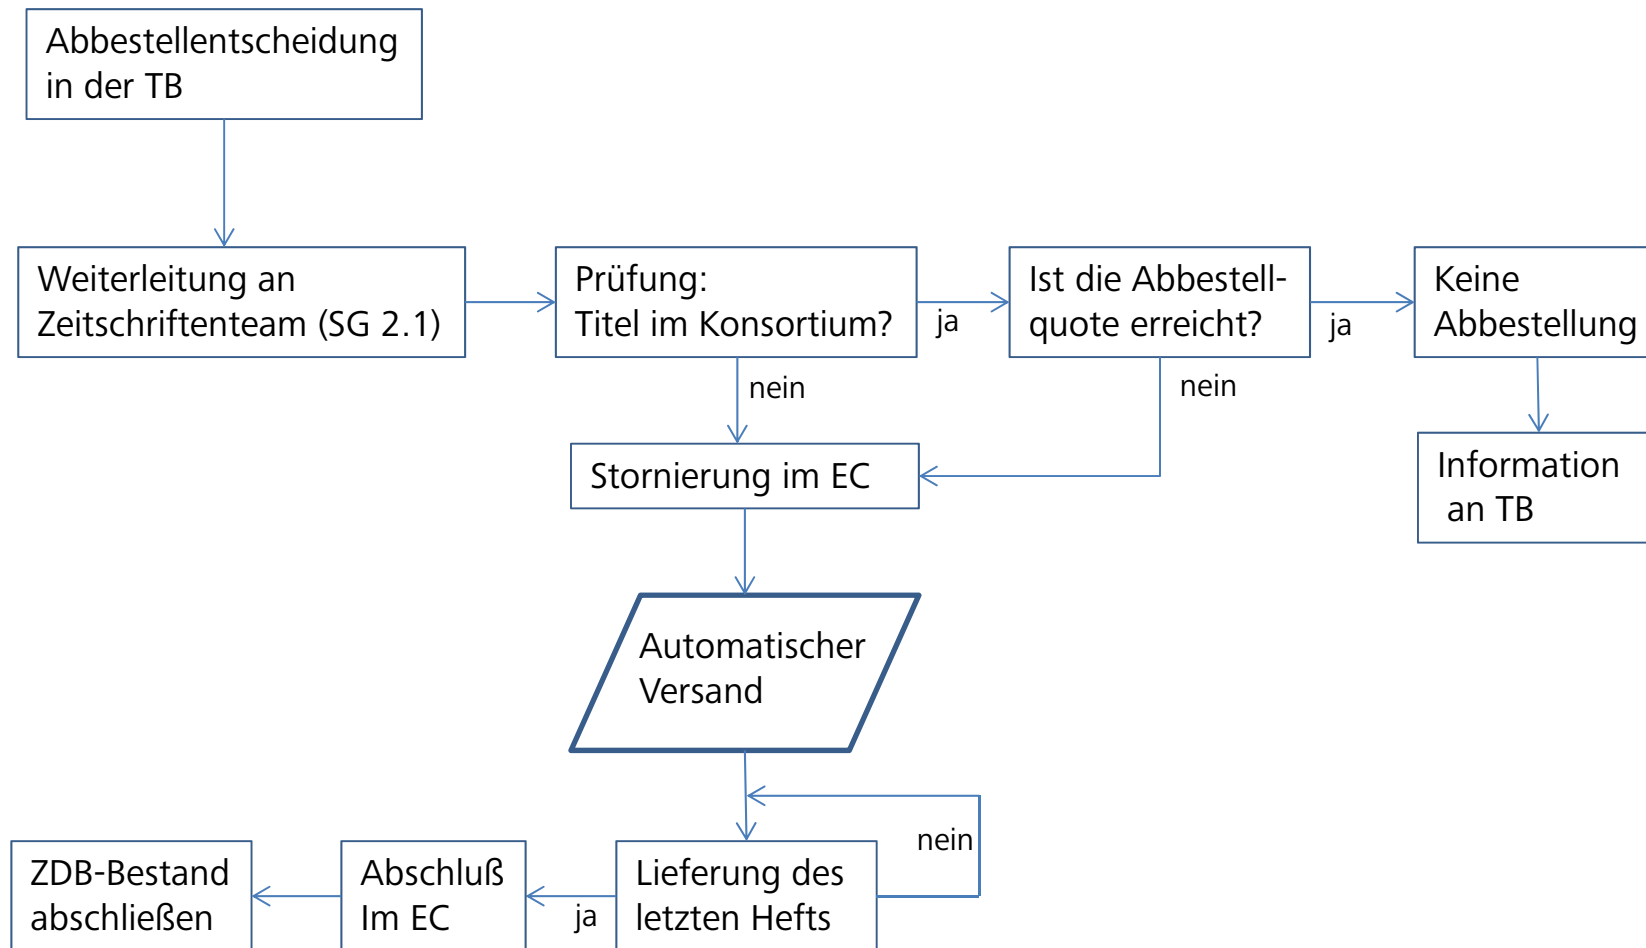 Abbestellentscheidung
in der TB
Weiterleitung an
Zeitschriftenteam (SG 2.1)
Prüfung:
Titel im Konsortium?
ja
Ist die Abbestell-
quote erreicht?
ja
Keine
Abbestellung
nein
nein
Stornierung im EC
Information
an TB
Automatischer
Versand
nein
ZDB-Bestand
abschließen
Abschluß
Im EC
ja
Lieferung des
letzten Hefts